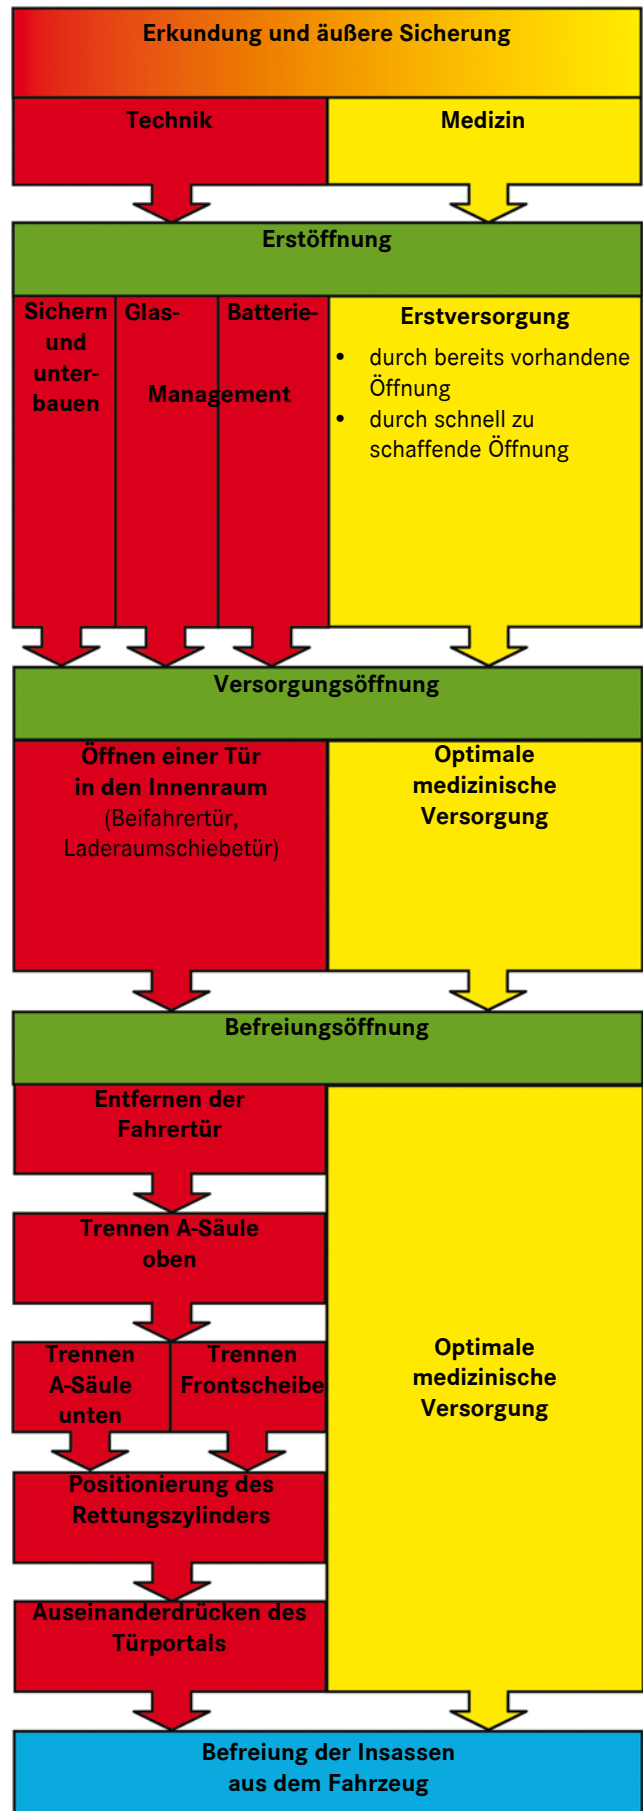 Erkundung und äußere Sicherung
Technik
Medizin
Erstöffnung
Sichern
und
unter-
bauen
Glas-
Batterie-
Management
Erstversorgung
• durch bereits vorhandene
Öffnung
• durch schnell zu
schaffende Öffnung
Versorgungsöffnung
Öffnen einer Tür
in den Innenraum
(Beifahrertür,
Laderaumschiebetür)
Optimale
medizinische
Versorgung
Befreiungsöffnung
Entfernen der
Fahrertür
Trennen A-Säule
oben
Trennen
A-Säule
unten
Trennen
Frontscheibe
Positionierung des
Rettungszylinders
Auseinanderdrücken des
Türportals
Optimale
medizinische
Versorgung
Befreiung der Insassen
aus dem Fahrzeug